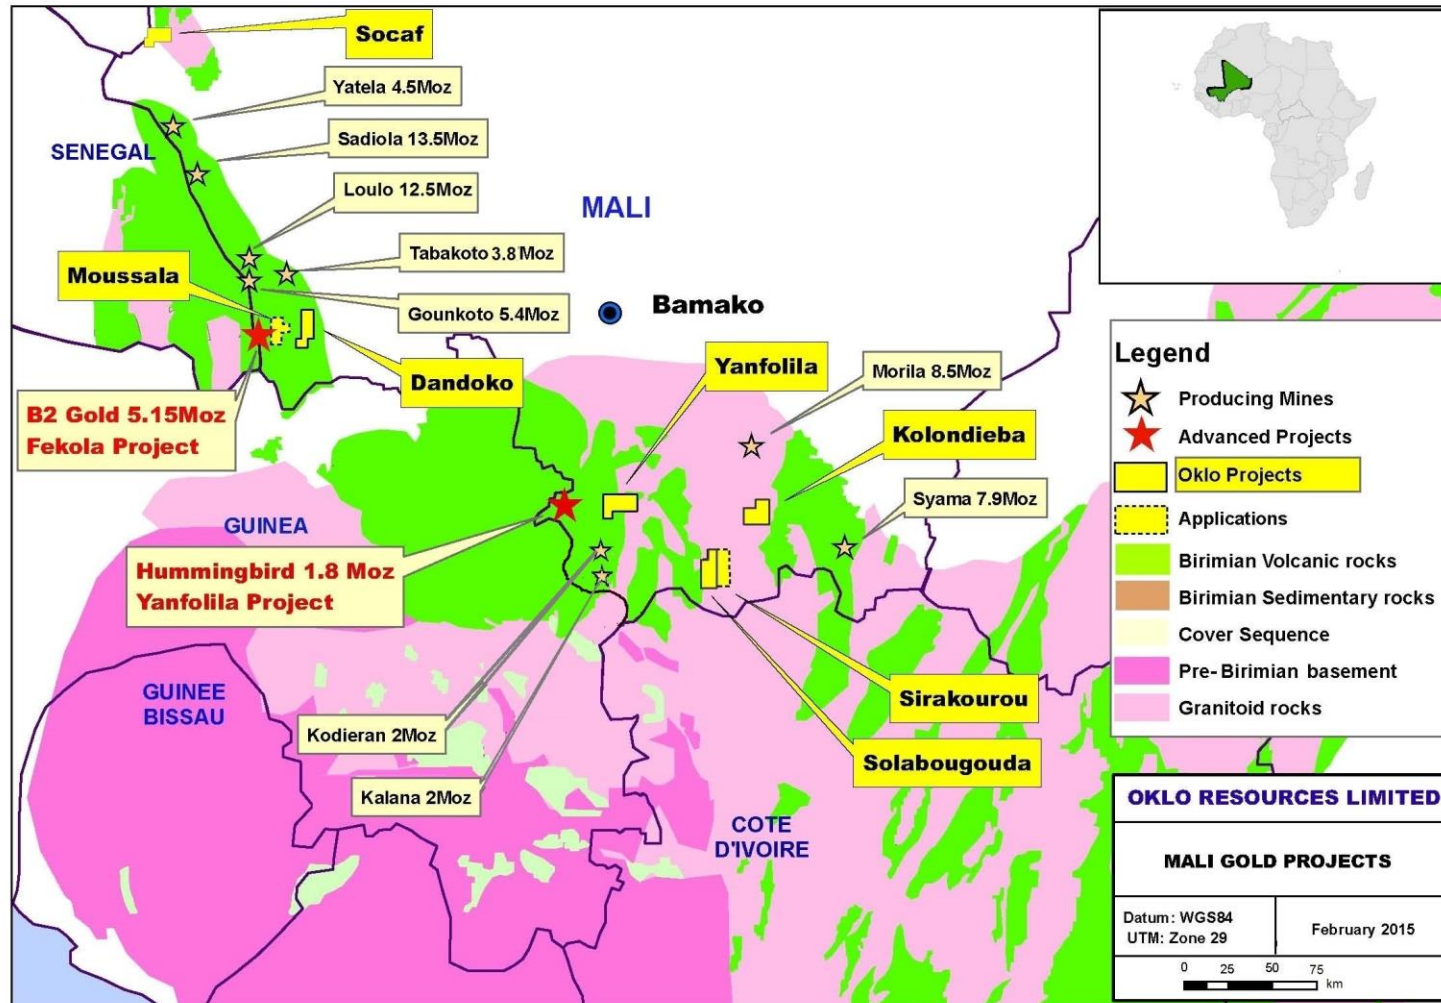 Socaf
Yatela 4.5Moz
SENEGAL
Sadiola 13.5Moz
Loulo 12.5Moz
MALI
Tabakoto 3.8 Moz
Moussala
Gounkoto 5.4Moz
Bamako
Dandoko
Yanfolila
Morila 8.5Moz
B2 Gold 5.15Moz
Fekola Project
Kolondieba
Syama 7.9Moz
GUINEA
Hummingbird 1.8 Moz
Yanfolila Project
GUINEE
BISSAU
Sirakourou
Kodieran 2Moz
Solabougouda
Kalana 2Moz
COTE
D'IVOIRE
Legend
Producing Mines
Advanced Projects
Oklo Projects
Applications
Birimian Volcanic rocks
Birimian Sedimentary rocks
Cover Sequence
Pre-Birimian basement
Granitoid rocks
OKLO RESOURCES LIMITED
MALI GOLD PROJECTS
Datum: WGS84
UTM: Zone 29
February 2015
0 25 50 75
km